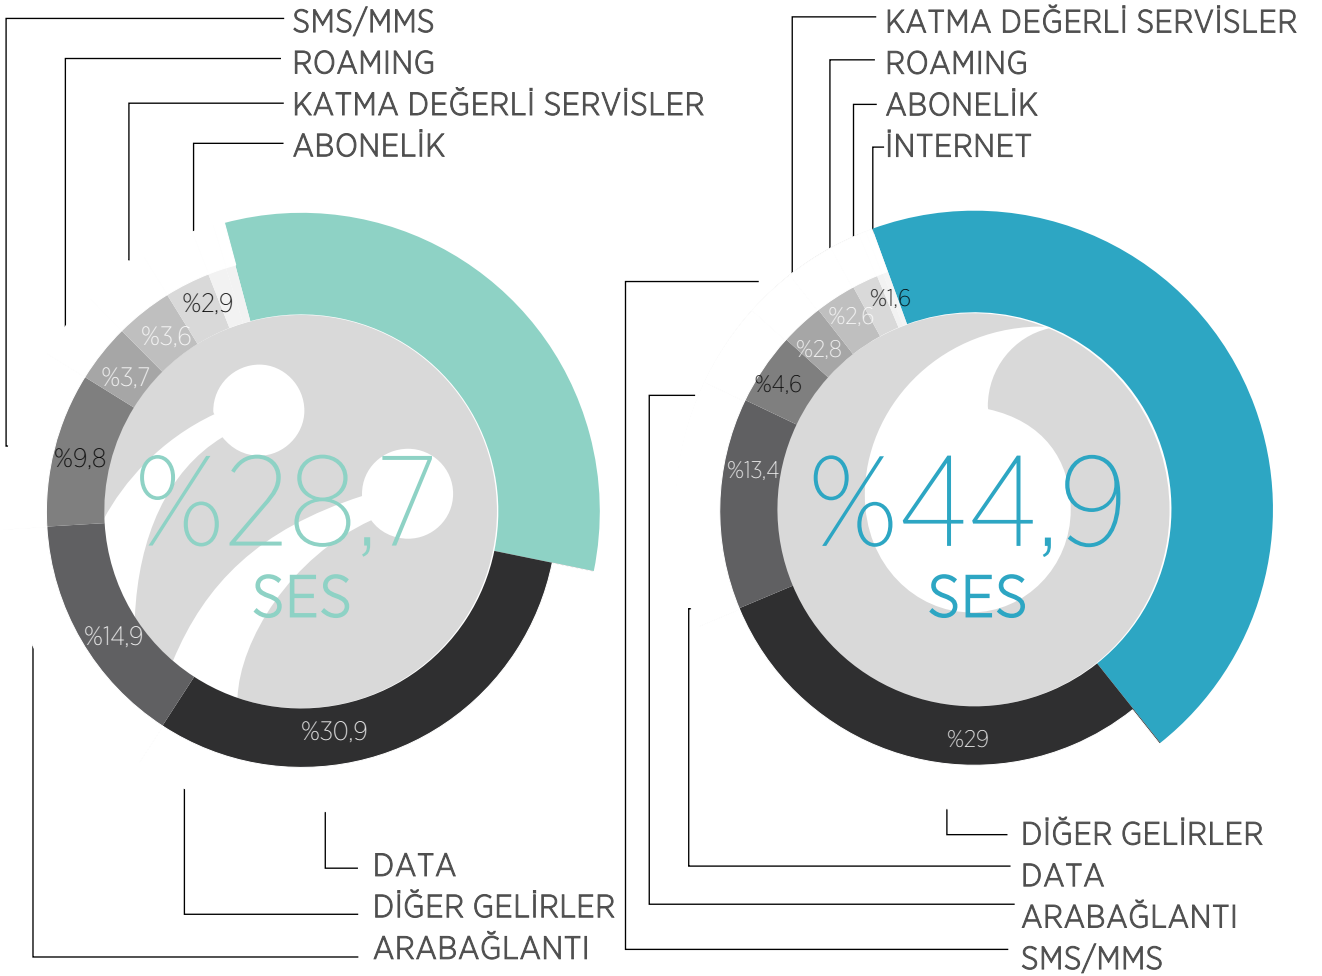 SMS/MMS
ROAMING
KATMA DEĞERLİ SERVİSLER
ABONELİK
%2,9
%3,6
%3,7
%9,8
%14,9
%30,9
%28,7
SES
DATA
DİĞER GELİRLER
ARABAĞLANTI
KATMA DEĞERLİ SERVİSLER
ROAMING
ABONELİK
İNTERNET
%1,6
%2,6
%2,8
%4,6
%13,4
%29
%44,9
SES
DİĞER GELİRLER
DATA
ARABAĞLANTI
SMS/MMS